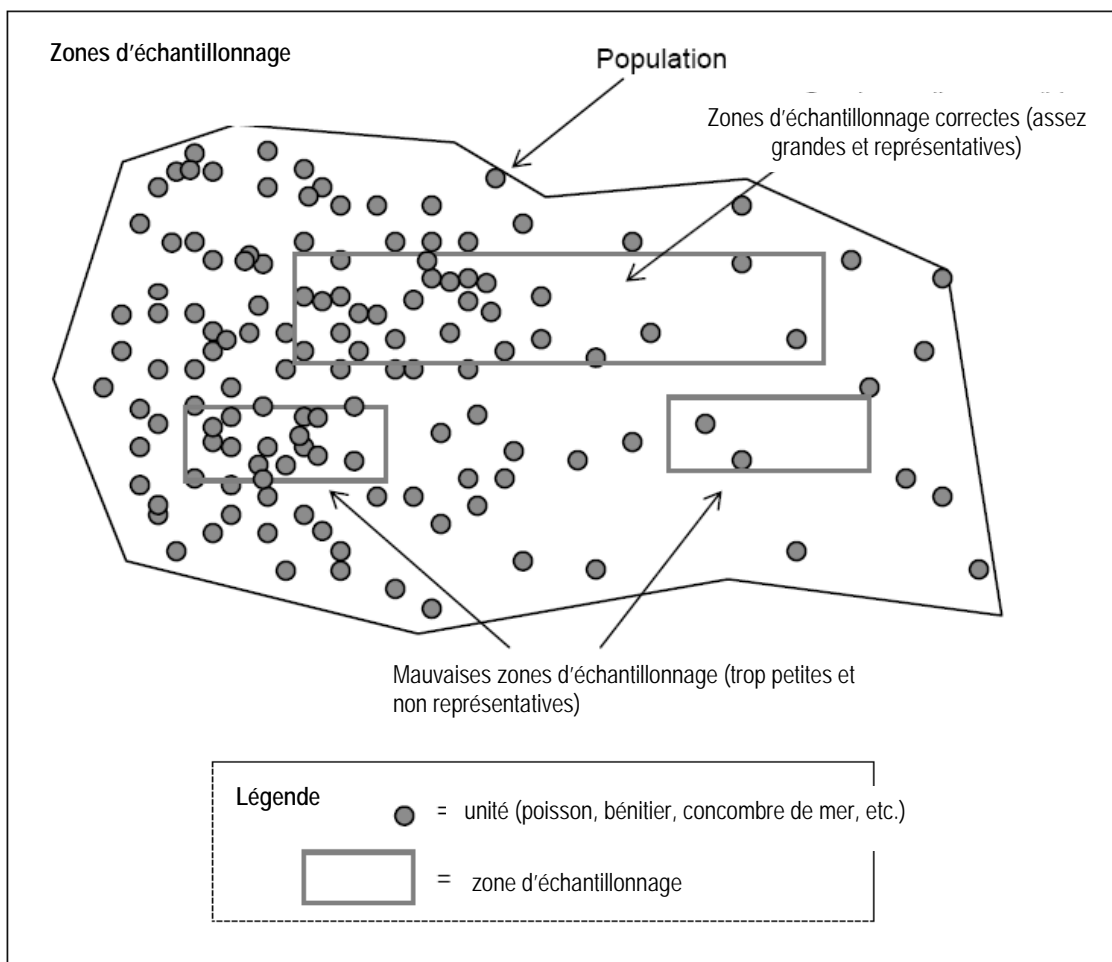 Zones d'échantillonnage
Population
Zones d'échantillonnage correctes (assez
grandes et représentatives)
Mauvaises zones d'échantillonnage (trop petites et
non représentatives)
Légende
= unité (poisson, bénitier, concombre de mer, etc.)
= zone d'échantillonnage